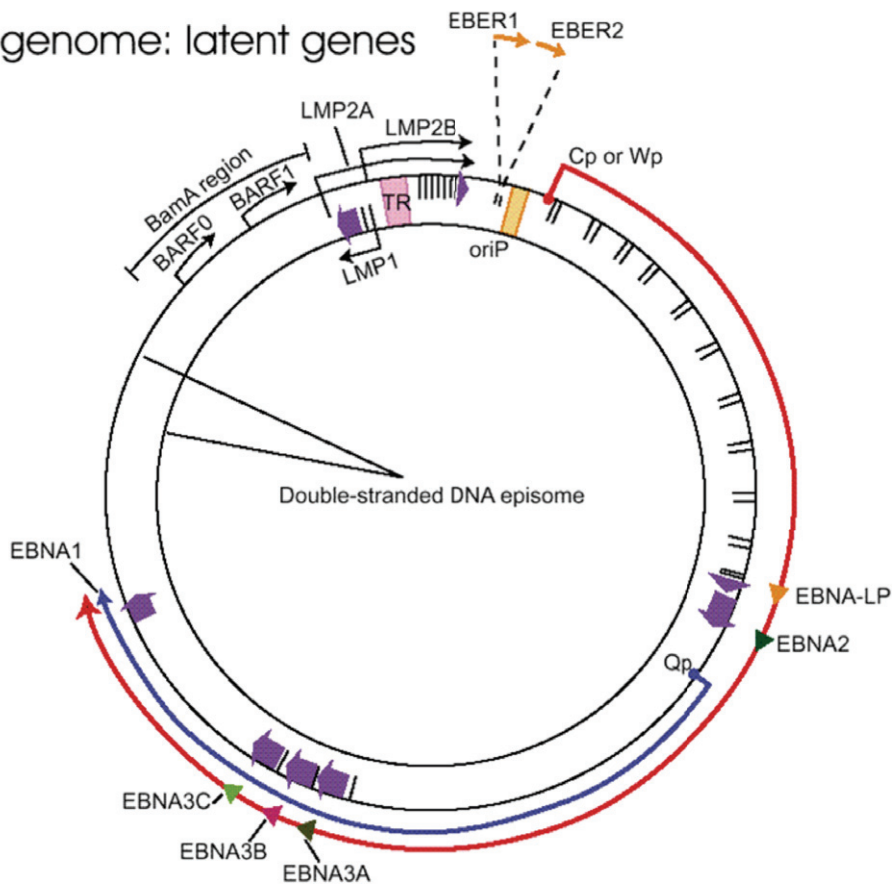 genome: latent genes
EBER1
EBER2
LMP2A
LMP2B
Cp or Wp
BamA region
BARF1
BARF0
TR
oriP
LMP1
Double-stranded DNA episome
EBNA1
EBNA-LP
EBNA2
Qp
EBNA3C
EBNA3B
EBNA3A